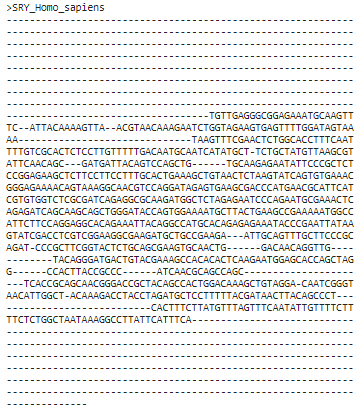 >SRY_Homo_sapiens
------------------------------------------------------------
------------------------------------------------------------
------------------------------------------------------------
------------------------------------------------------------
------------------------------------------------------------
------------------------------------------------------------
------------------------------------------------------------
------------------------------------------------------------
-----------------------------------TGTTGAGGGCGGAGAAATGCAAGTT
TC--ATTACAAAAGTTA--ACGTAACAAAGAATCTGGTAGAAGTGAGTTTTGGATAGTAA
AA------------------------------TAAGTTTCGAACTCTGGCACCTTTCAAT
TTTGTCGCACTCTCCTTGTTTTTGACAATGCAATCATATGCT-TCTGCTATGTTAAGCGT
ATTCAACAGC---GATGATTACAGTCCAGCTG------TGCAAGAGAATATTCCCGCTCT
CCGGAGAAGCTCTTCCTTCCTTTGCACTGAAAGCTGTAACTCTAAGTATCAGTGTGAAAC
GGGAGAAAACAGTAAAGGCAACGTCCAGGATAGAGTGAAGCGACCCATGAACGCATTCAT
CGTGTGGTCTCGCGATCAGAGGCGCAAGATGGCTCTAGAGAATCCCAGAATGCGAAACTC
AGAGATCAGCAAGCAGCTGGGATACCAGTGGAAAATGCTTACTGAAGCCGAAAAATGGCC
ATTCTTCCAGGAGGCACAGAAATTACAGGCCATGCACAGAGAGAAATACCCGAATTATAA
GTATCGACCTCGTCGGAAGGCGAAGATGCTGCCGAAGA---ATTGCAGTTTGCTTCCCGC
AGAT-CCCGCTTCGGTACTCTGCAGCGAAGTGCAACTG------GACAACAGGTTG----
--------TACAGGGATGACTGTACGAAAGCCACACACTCAAGAATGGAGCACCAGCTAG
G------CCACTTACCGCCC------ATCAACGCAGCCAGC-------------------
---TCACCGCAGCAACGGGACCGCTACAGCCACTGGACAAAGCTGTAGGA-CAATCGGGT
AACATTGGCT-ACAAAGACCTACCTAGATGCTCCTTTTTACGATAACTTACAGCCCT---
-------------------------CACTTTCTTATGTTTAGTTTCAATATTGTTTTCTT
TTCTCTGGCTAATAAAGGCCTTATTCATTTCA----------------------------
------------------------------------------------------------
------------------------------------------------------------
------------------------------------------------------------
------------------------------------------------------------
------------------------------------------------------------
------------------------------------------------------------
--------------